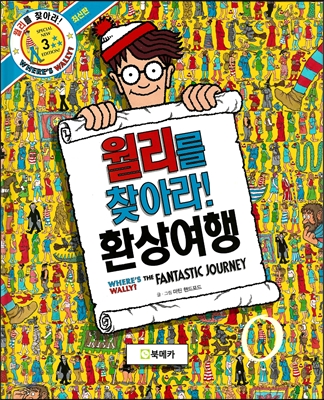 월리를 찾아라!
SPECIAL
3
EDITION
WHERE'S WALLY?
최신판
월리를
찾아라!
환상여행
WHERE'S
WALLY?
THE FANTASTIC JOURNEY
글·그림 마틴 핸드포드
북메카